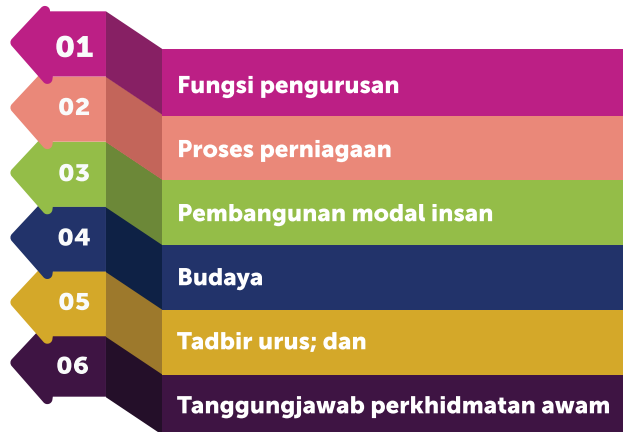 01
Fungsi pengurusan
02
Proses perniagaan
03
Pembangunan modal insan
04
Budaya
05
Tadbir urus; dan
06
Tanggungjawab perkhidmatan awam